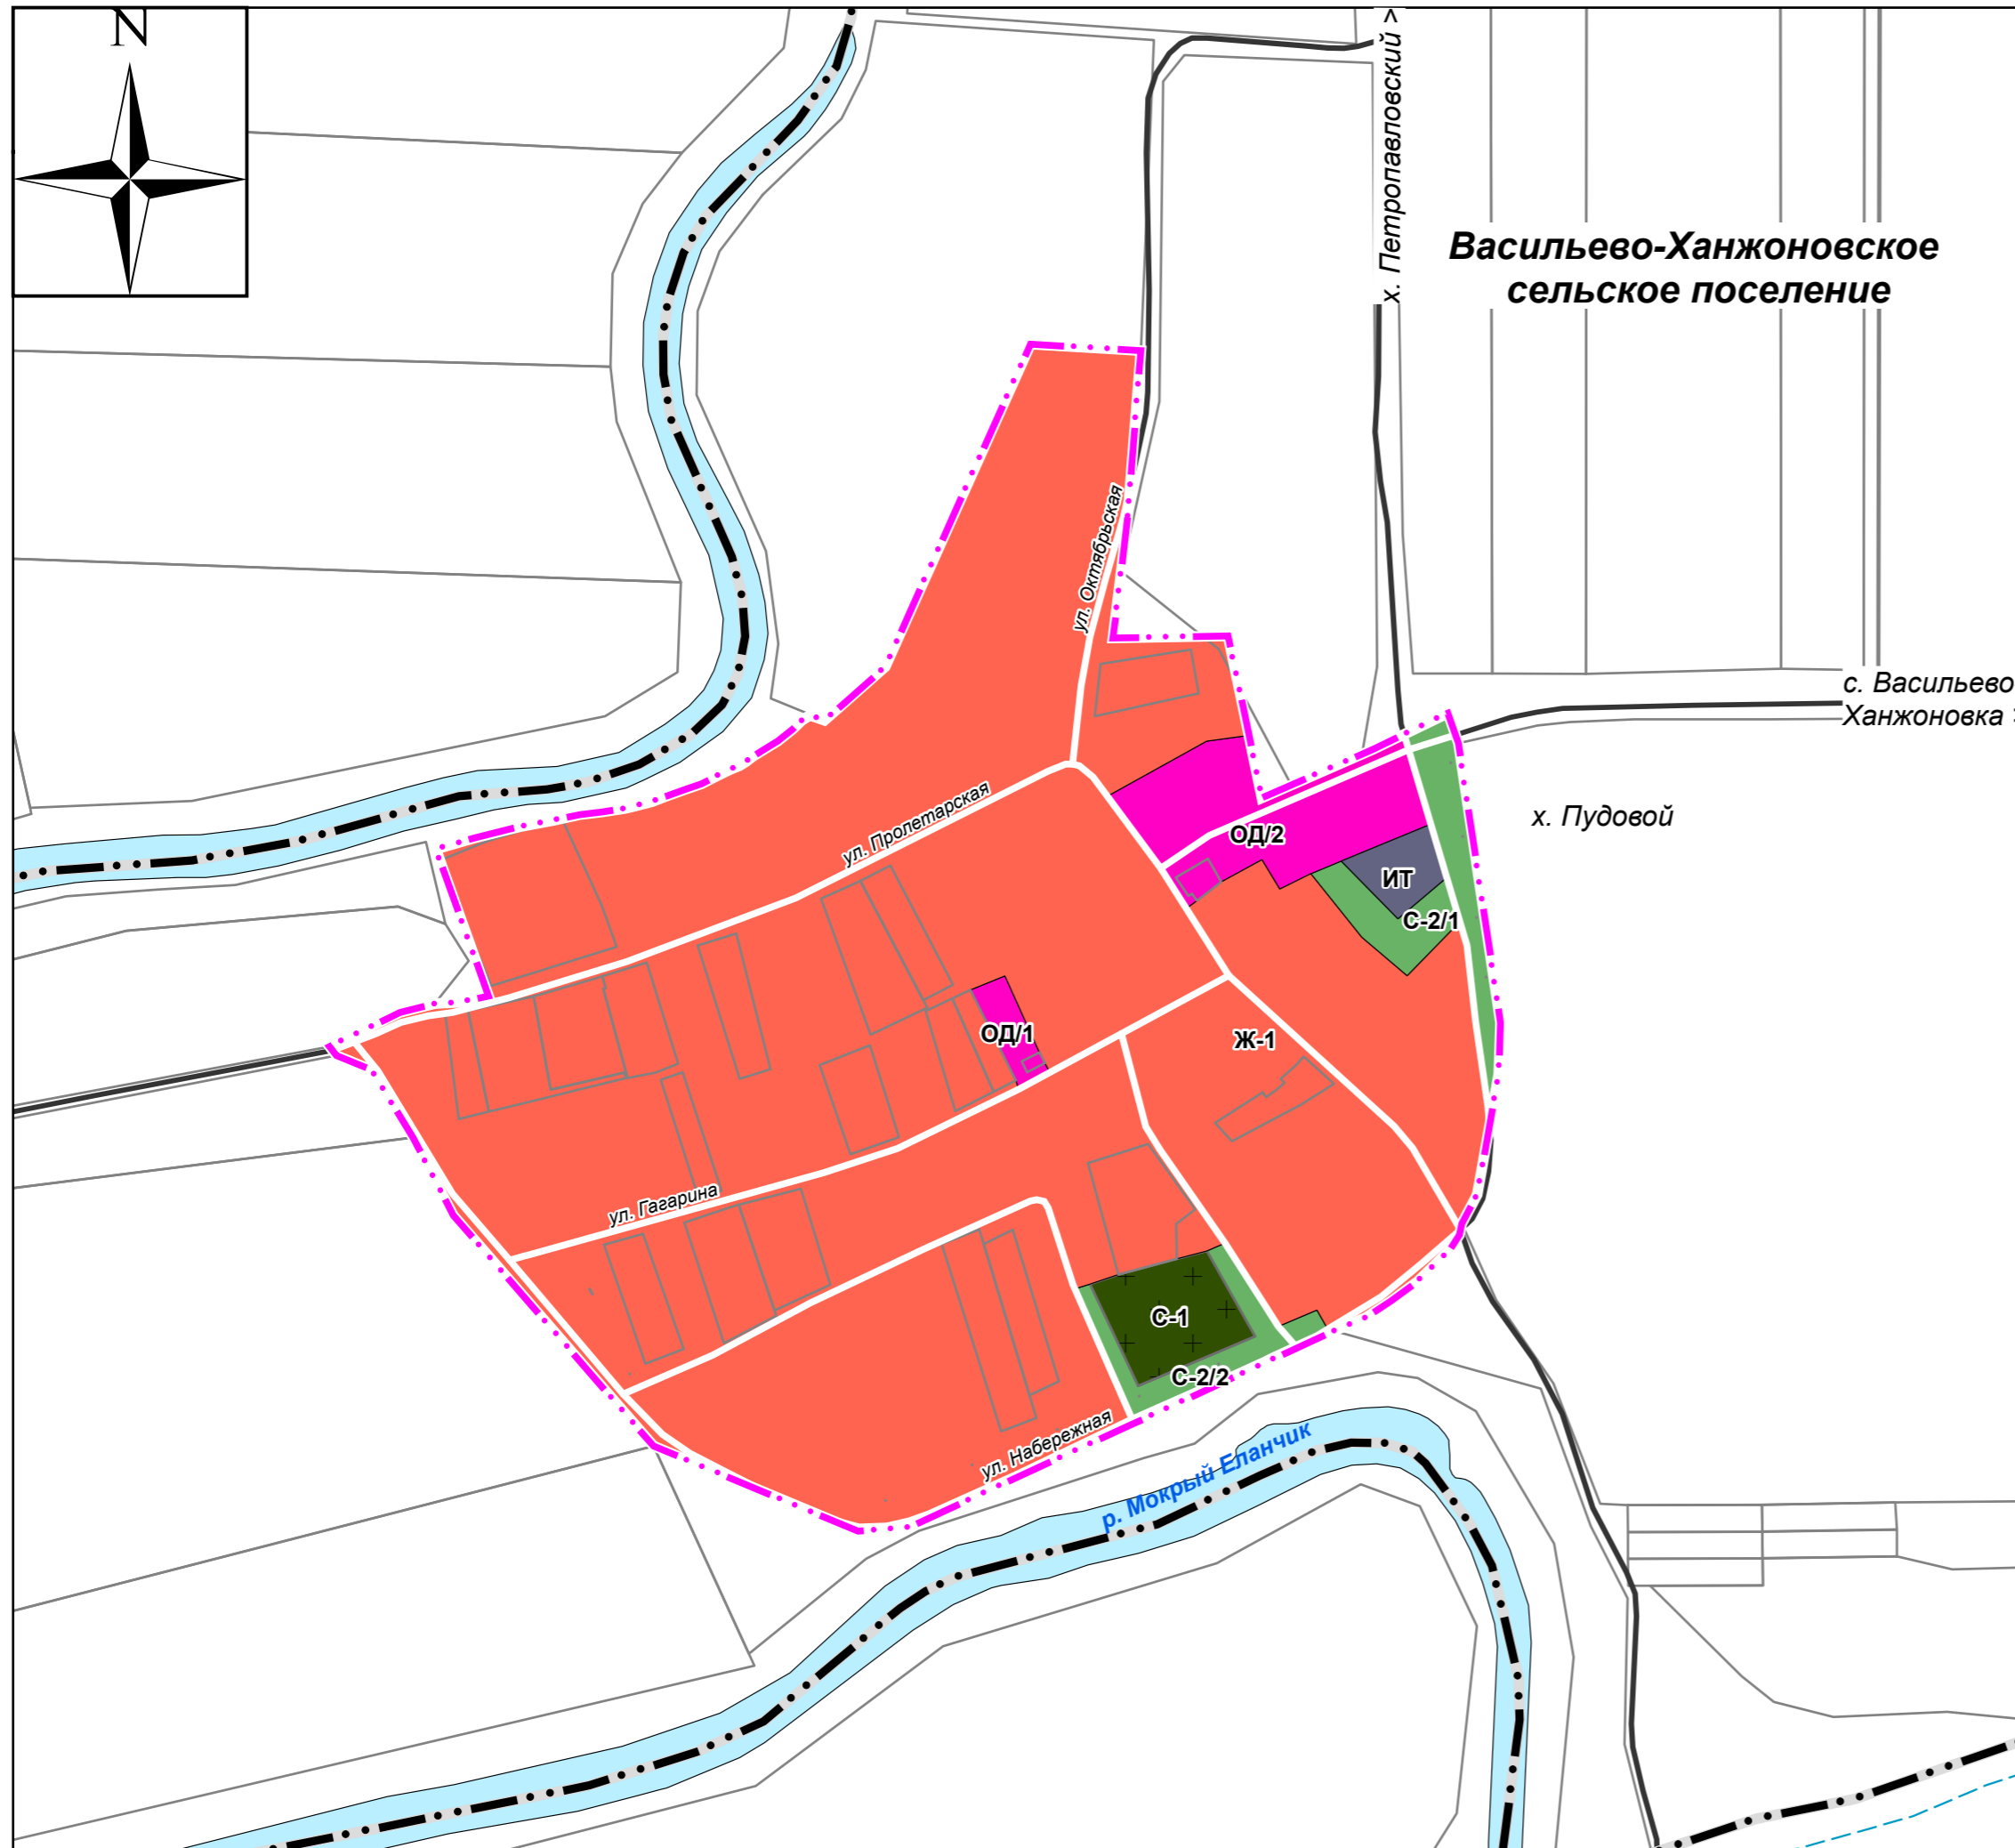 N
х. Петропавловский >
Васильево-Ханжоновское
сельское поселение
ул. Октябрьская
с. Васильево
Ханжоновка >
ул. Пролетарская
х. Пудовой
ОД/2
ИТ
С-2/1
ОД/1
Ж-1
ул. Гагарина
С-1
С-2/2
ул. Набережная
р. Мокрый Еланчик